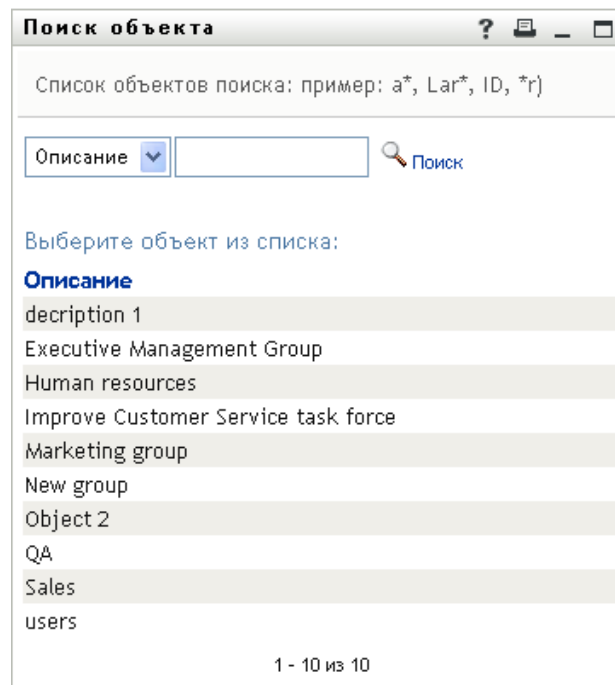 Поиск объекта ? _
Список объектов поиска: пример: a*, Lar*, ID, *r)
Описание Поиск
Выберите объект из списка:
Описание
decription 1
Executive Management Group
Human resources
Improve Customer Service task force
Marketing group
New group
Object 2
QA
Sales
users
1 - 10 из 10